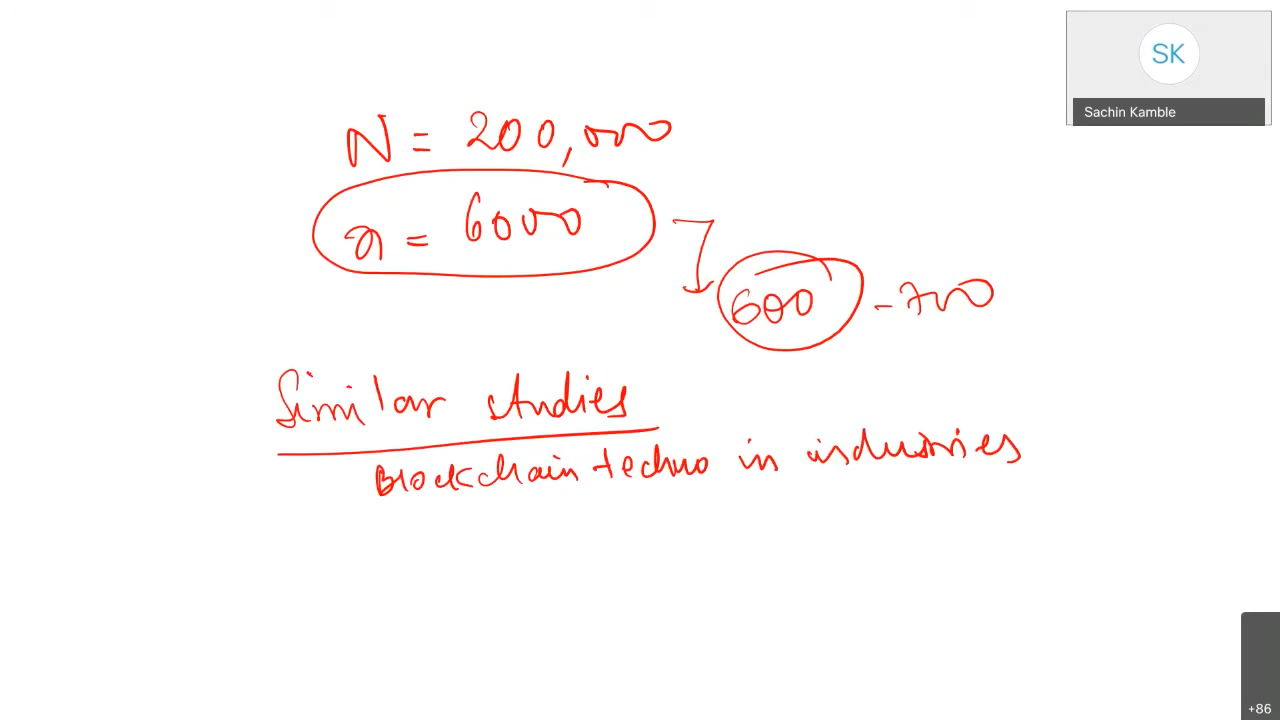 SK
Sachin Kamble
N = 200,000
n = 6000
600 - 700
Similar studies
Blockchain techno in industries
+86